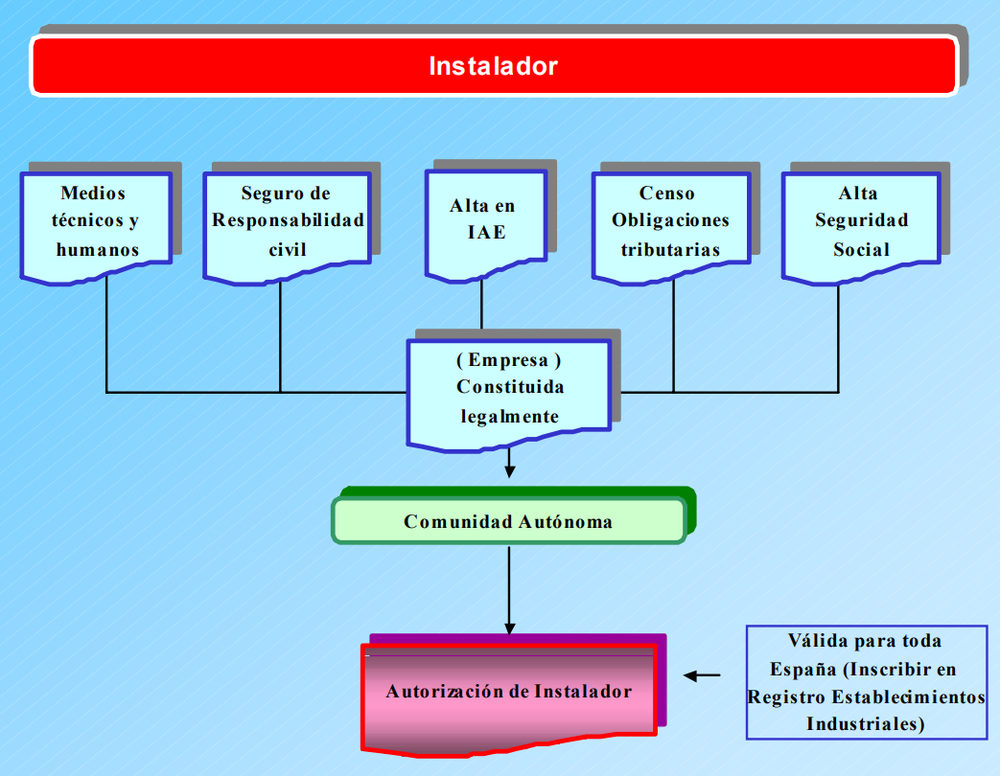 Instalador
Medios
técnicos y
humanos
Seguro de
Responsabilidad
civil
Alta en
IAE
Censo
Obligaciones
tributarias
Alta
Seguridad
Social
( Empresa )
Constituida
legalmente
Comunidad Autónoma
Autorización de Instalador
Válida para toda
España (Inscribir en
Registro Establecimientos
Industriales)